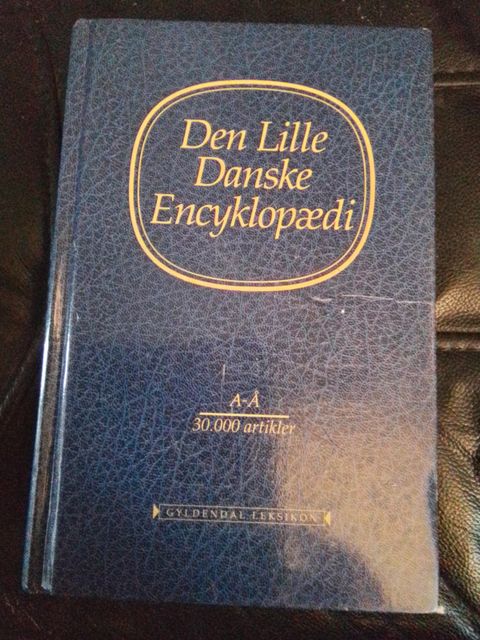 Den Lille
Danske
Encyklopædi
A-Å
30.000 artikler
GYLDENDAL LEKSIKON